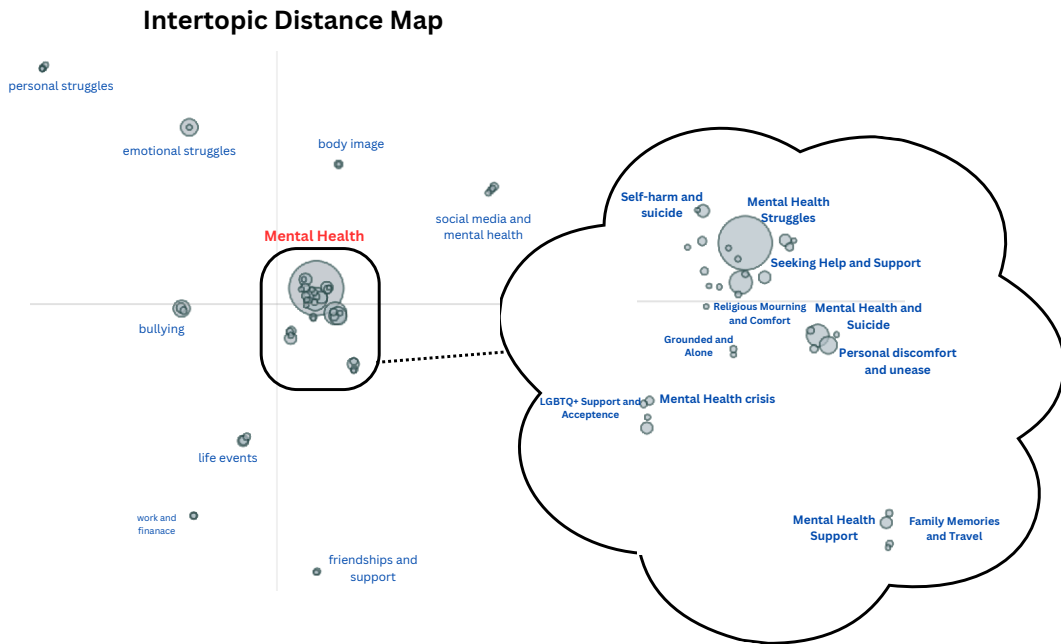 Intertopic Distance Map
personal struggles
emotional struggles
body image
social media and
mental health
Mental Health
bullying
life events
work and
finanace
friendships and
support
Self-harm and
suicide
Mental Health
Struggles
Seeking Help and Support
Religious Mourning
and Comfort
Mental Health and
Suicide
Grounded and
Alone
Personal discomfort
and unease
LGBTQ+ Support and
Acceptence
Mental Health crisis
Mental Health
Support
Family Memories
and Travel